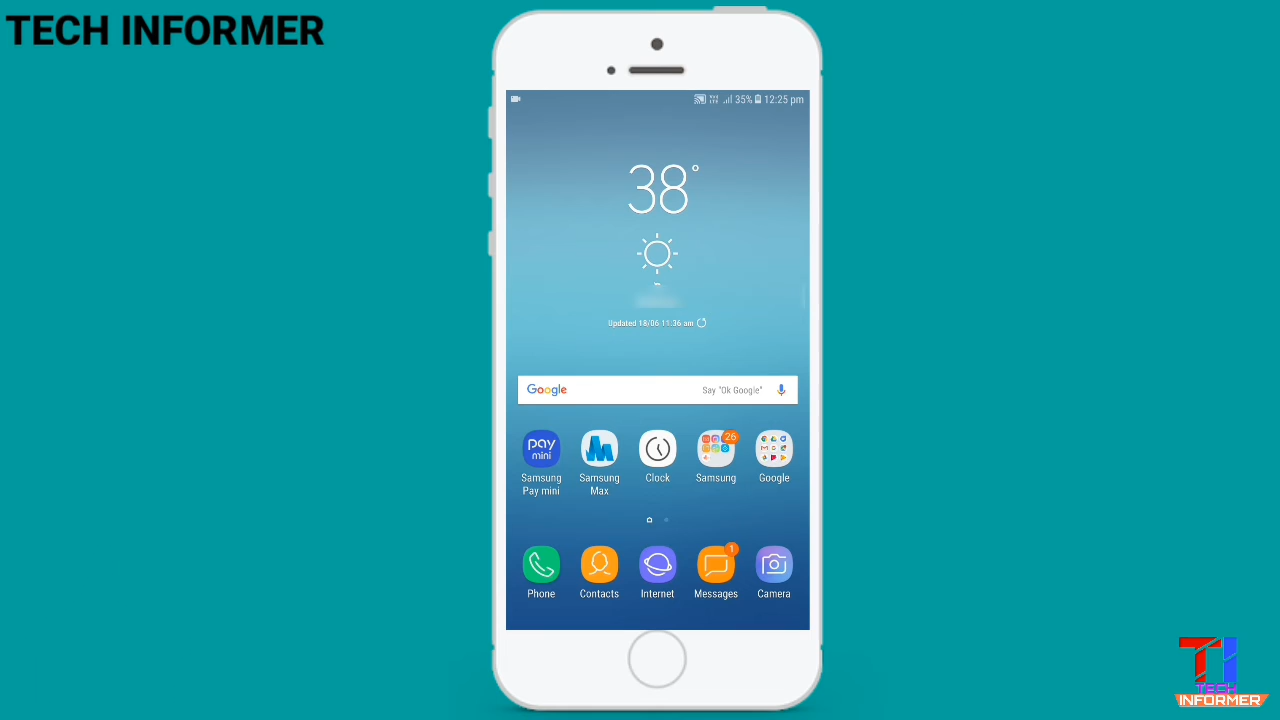 TECH INFORMER
35% 12:25 pm
38°
Updated 18/06 11:36 am
Google Say "Ok Google"
pay
mini
26
Samsung
Pay mini
Samsung
Max
Clock
Samsung
Google
1
Phone
Contacts
Internet
Messages
Camera
TI
TECH
INFORMER